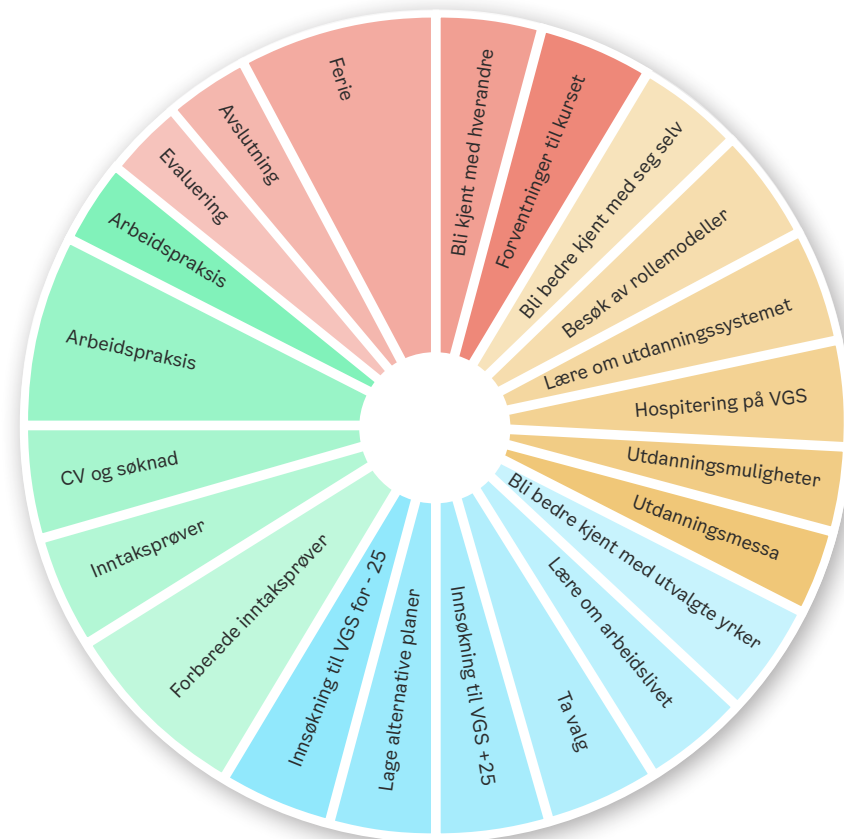 Bli kjent med hverandre
Forventninger til kurset
Bli bedre kjent med seg selv
Besøk av rollemodeller
Lære om utdanningssystemet
Hospitering på VGS
Utdanningsmuligheter
Utdanningsmessa
Bli bedre kjent med utvalgte yrker
Lære om arbeidslivet
Ta valg
Innsøkning til VGS +25
Lage alternative planer
Innsøkning til VGS for - 25
Forberede inntaksprøver
Inntaksprøver
CV og søknad
Arbeidspraksis
Arbeidspraksis
Evaluering
Avslutning
Ferie